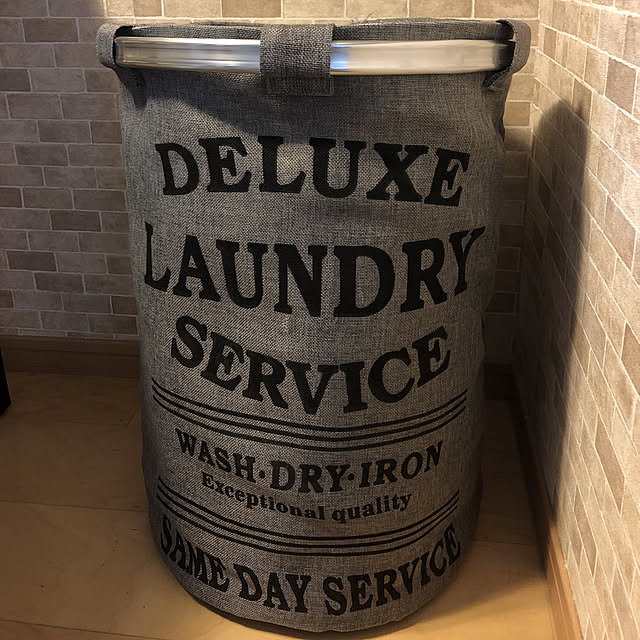 DELUXE
LAUNDRY
SERVICE
WASH·DRY·IRON
Exceptional quality
SAME DAY SERVICE